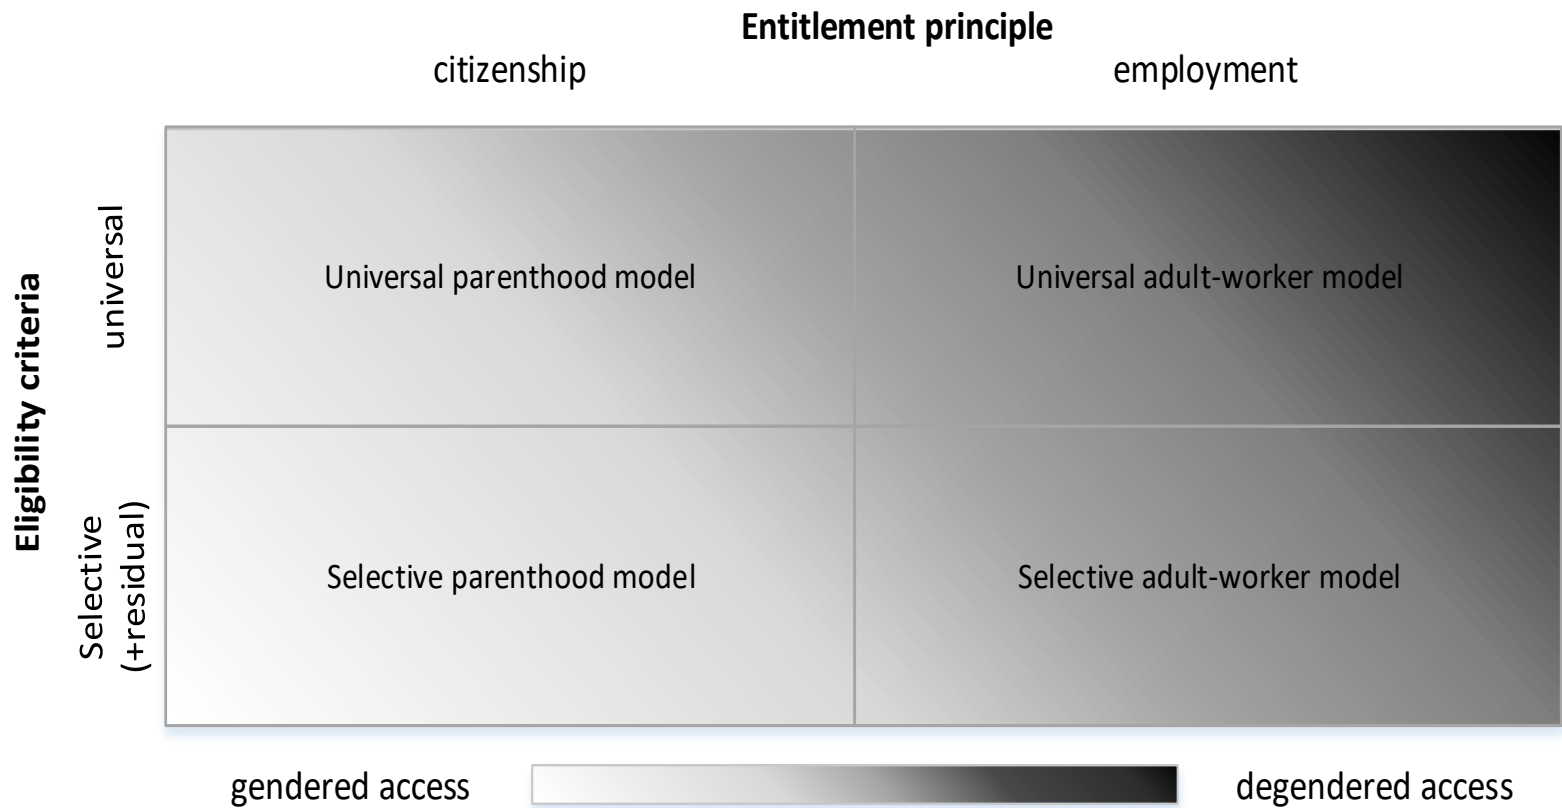 Entitlement principle
citizenship
employment
Eligibility criteria
universal
Universal parenthood model
Universal adult-worker model
Selective
(+residual)
Selective parenthood model
Selective adult-worker model
gendered access
degendered access